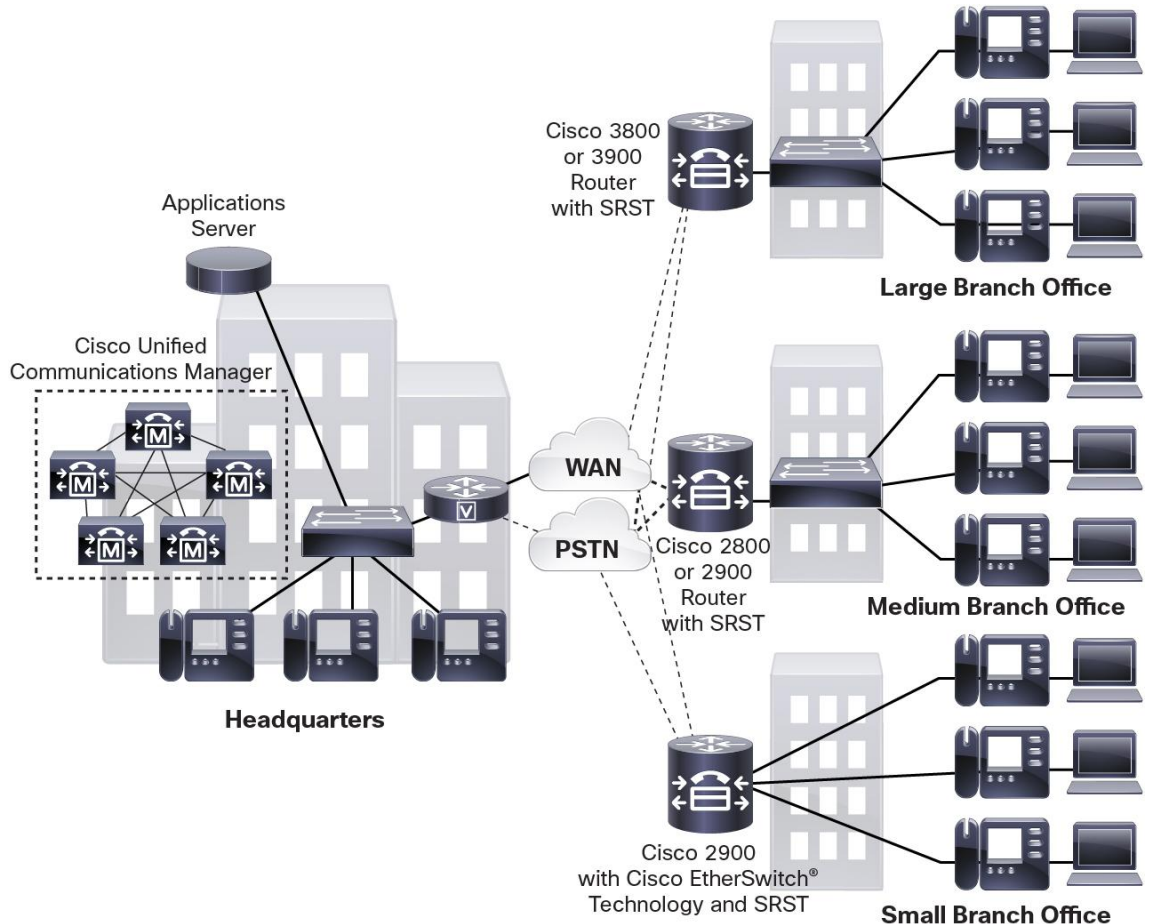 Applications
Server
Cisco Unified
Communications Manager
M
M
M
M
M
V
Headquarters
WAN
PSTN
Cisco 3800
or 3900
Router
with SRST
Large Branch Office
Cisco 2800
or 2900
Router
with SRST
Medium Branch Office
Cisco 2900
with Cisco EtherSwitch®
Technology and SRST
Small Branch Office